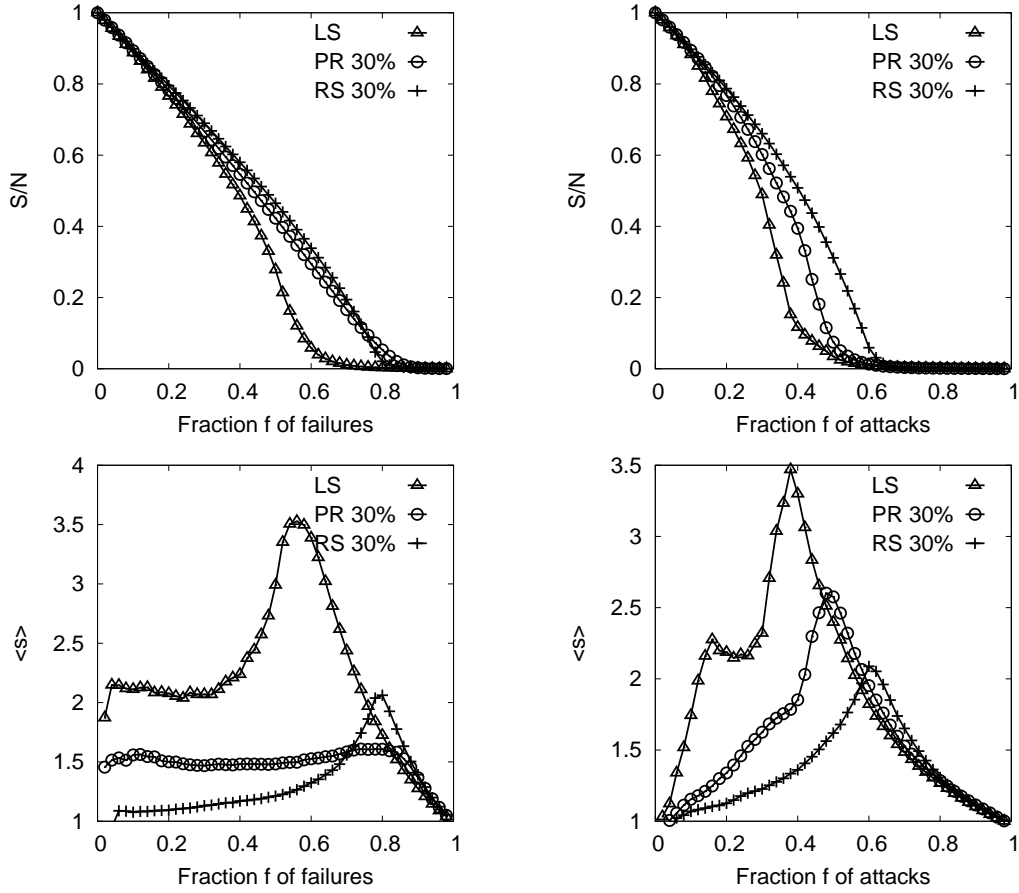 1
0.8
0.6
0.4
0.2
0
0 0.2 0.4 0.6 0.8 1
S/N
Fraction f of failures
LS
PR 30%
RS 30%
1
0.8
0.6
0.4
0.2
0
0 0.2 0.4 0.6 0.8 1
S/N
Fraction f of attacks
LS
PR 30%
RS 30%
4
3.5
3
2.5
2
1.5
1
0 0.2 0.4 0.6 0.8 1
<s>
Fraction f of failures
LS
PR 30%
RS 30%
3.5
3
2.5
2
1.5
1
0 0.2 0.4 0.6 0.8 1
<s>
Fraction f of attacks
LS
PR 30%
RS 30%